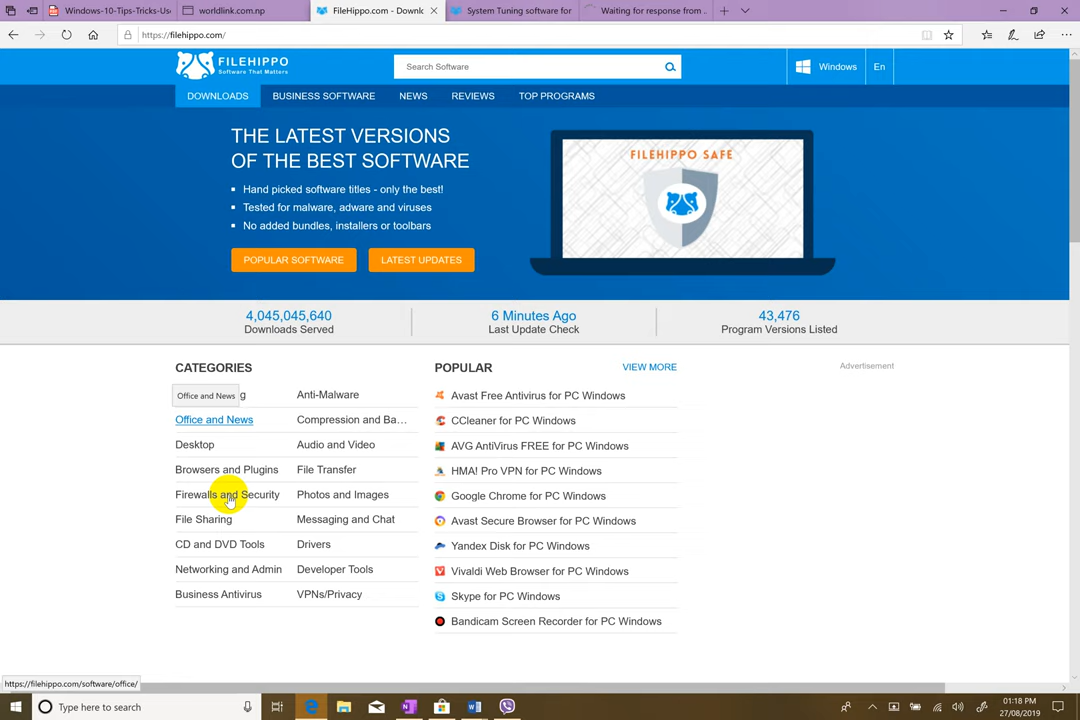 Windows-10-Tips-Tricks-Us
worldlink.com.np
FileHippo.com - Downlo
System Tuning software for
Waiting for response from
https://filehippo.com/
FILEHIPPO
Software That Matters
Search Software
Windows
En
DOWNLOADS
BUSINESS SOFTWARE
NEWS
REVIEWS
TOP PROGRAMS
THE LATEST VERSIONS
OF THE BEST SOFTWARE
Hand picked software titles - only the best!
Tested for malware, adware and viruses
No added bundles, installers or toolbars
POPULAR SOFTWARE
LATEST UPDATES
FILEHIPPO SAFE
4,045,045,640
Downloads Served
6 Minutes Ago
Last Update Check
43,476
Program Versions Listed
CATEGORIES
Office and News
g
Anti-Malware
Office and News
Compression and Ba…
Desktop
Audio and Video
Browsers and Plugins
File Transfer
Firewalls and Security
Photos and Images
File Sharing
Messaging and Chat
CD and DVD Tools
Drivers
Networking and Admin
Developer Tools
Business Antivirus
VPNs/Privacy
POPULAR
VIEW MORE
Avast Free Antivirus for PC Windows
CCleaner for PC Windows
AVG AntiVirus FREE for PC Windows
HMA! Pro VPN for PC Windows
Google Chrome for PC Windows
Avast Secure Browser for PC Windows
Yandex Disk for PC Windows
Vivaldi Web Browser for PC Windows
Skype for PC Windows
Bandicam Screen Recorder for PC Windows
Advertisement
https://filehippo.com/software/office/
Type here to search
01:18 PM
27/08/2019